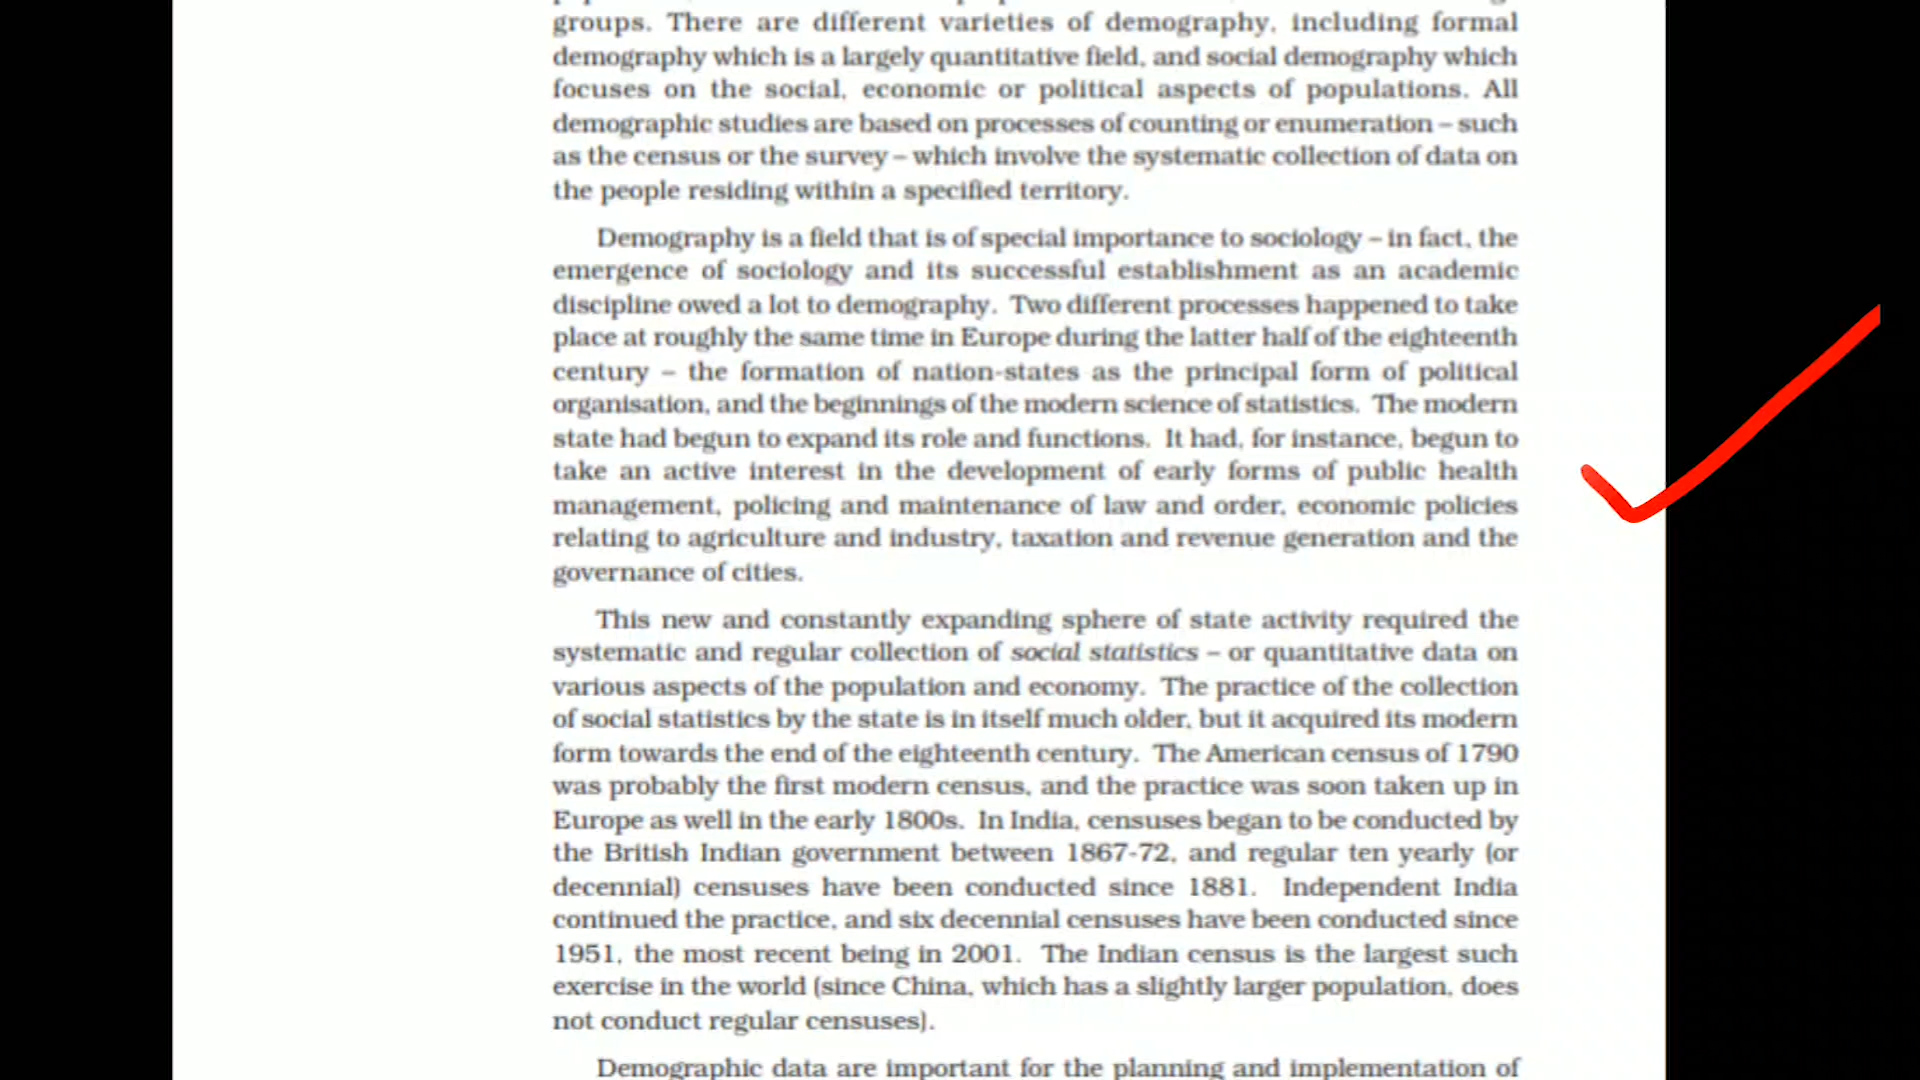 groups. There are different varieties of demography, including formal
demography which is a largely quantitative field, and social demography which
focuses on the social, economic or political aspects of populations. All
demographic studies are based on processes of counting or enumeration – such
as the census or the survey – which involve the systematic collection of data on
the people residing within a specified territory.
Demography is a field that is of special importance to sociology – in fact, the
emergence of sociology and its successful establishment as an academic
discipline owed a lot to demography. Two different processes happened to take
place at roughly the same time in Europe during the latter half of the eighteenth
century – the formation of nation-states as the principal form of political
organisation, and the beginnings of the modern science of statistics. The modern
state had begun to expand its role and functions. It had, for instance, begun to
take an active interest in the development of early forms of public health
management, policing and maintenance of law and order, economic policies
relating to agriculture and industry, taxation and revenue generation and the
governance of cities.
This new and constantly expanding sphere of state activity required the
systematic and regular collection of social statistics – or quantitative data on
various aspects of the population and economy. The practice of the collection
of social statistics by the state is in itself much older, but it acquired its modern
form towards the end of the eighteenth century. The American census of 1790
was probably the first modern census, and the practice was soon taken up in
Europe as well in the early 1800s. In India, censuses began to be conducted by
the British Indian government between 1867-72, and regular ten yearly (or
decennial) censuses have been conducted since 1881. Independent India
continued the practice, and six decennial censuses have been conducted since
1951, the most recent being in 2001. The Indian census is the largest such
exercise in the world (since China, which has a slightly larger population, does
not conduct regular censuses).
Demographic data are important for the planning and implementation of